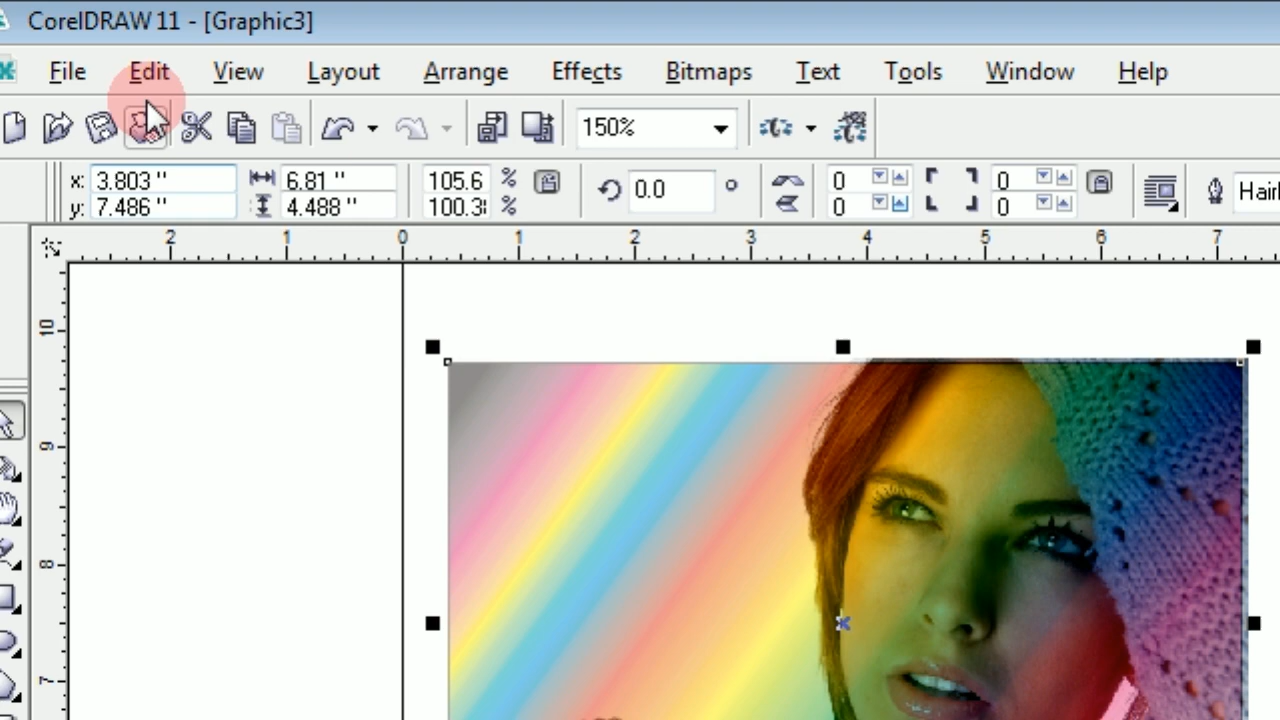 CorelDRAW 11 - [Graphic3]
File Edit View Layout Arrange Effects Bitmaps Text Tools Window Help
150%
x: 3.803 " 6.81 " 105.6 % 0.0 ° 0 0
y: 7.486 " 4.488 " 100.3 % 0 0
2 1 0 1 2 3 4 5 6 7
10
9
8
7